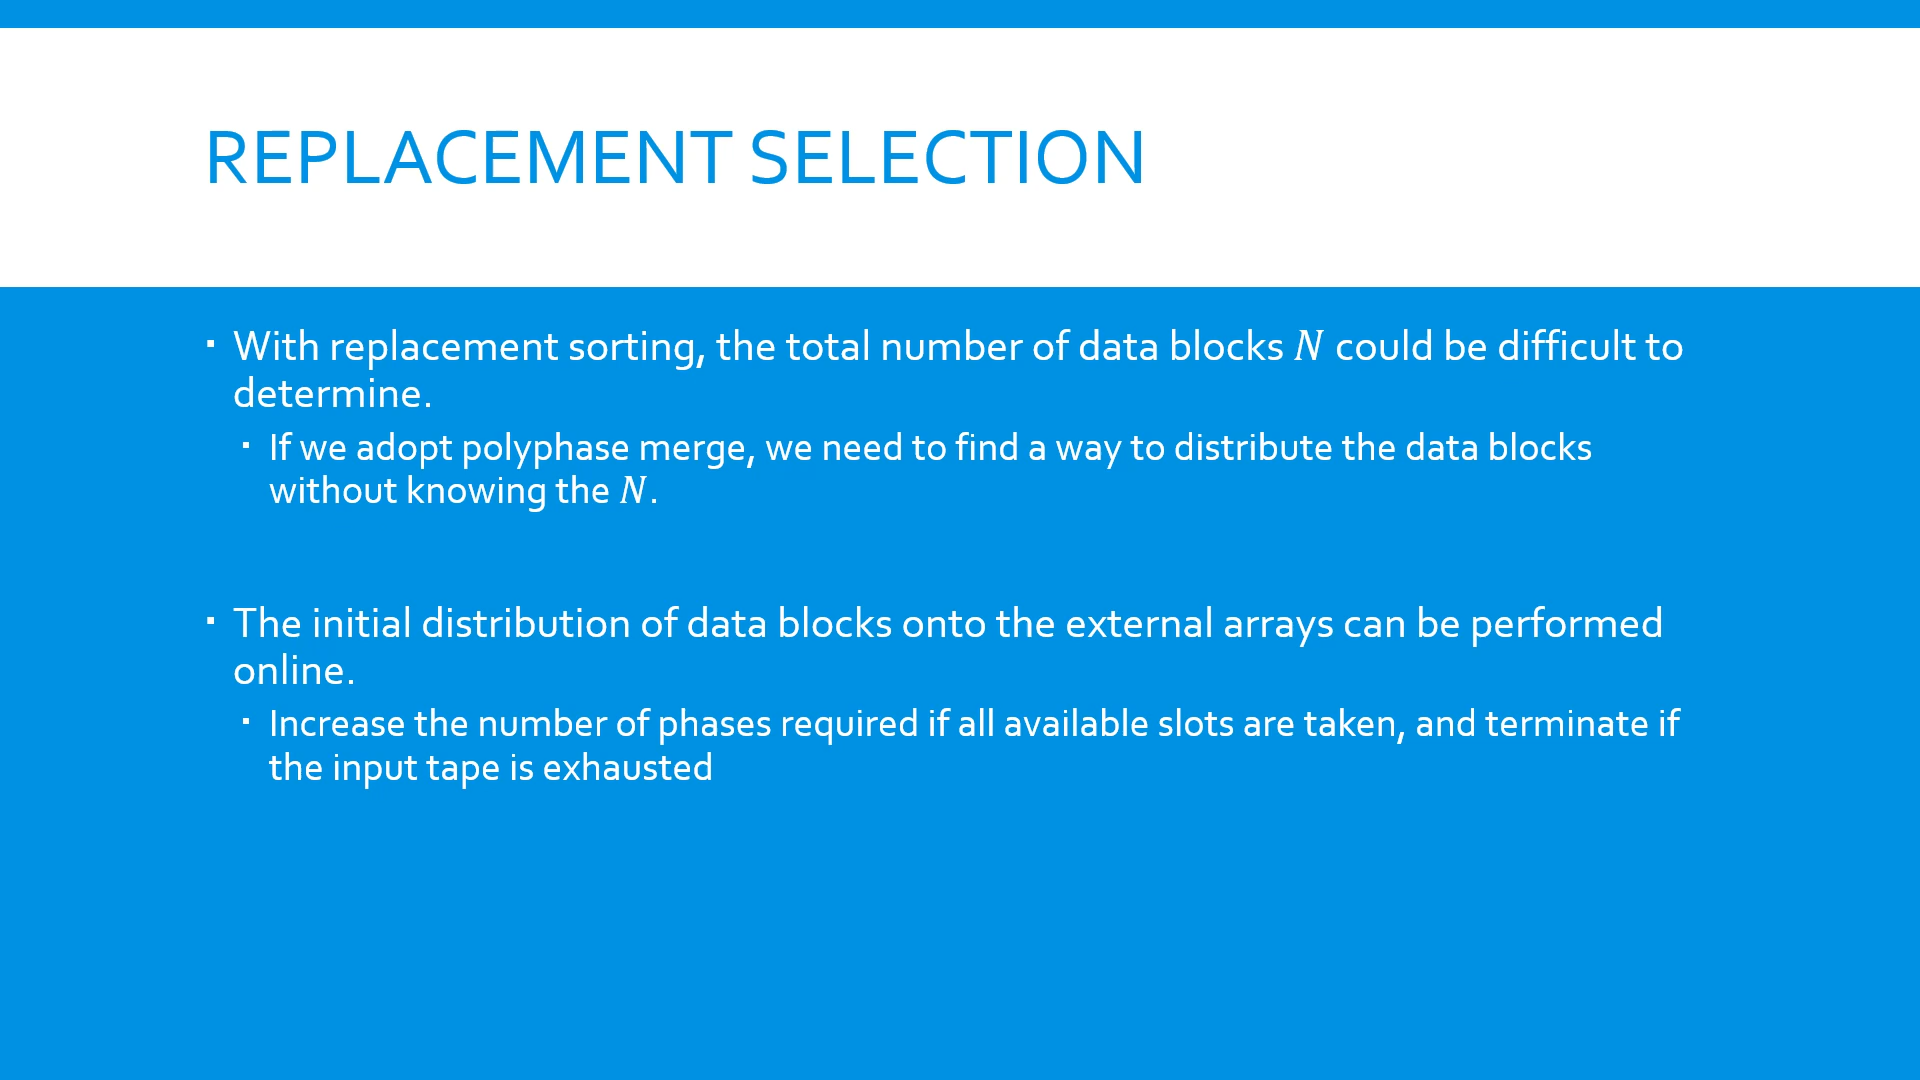 REPLACEMENT SELECTION
▪ With replacement sorting, the total number of data blocks N could be difficult to
determine.
▪ If we adopt polyphase merge, we need to find a way to distribute the data blocks
without knowing the N.
▪ The initial distribution of data blocks onto the external arrays can be performed
online.
▪ Increase the number of phases required if all available slots are taken, and terminate if
the input tape is exhausted